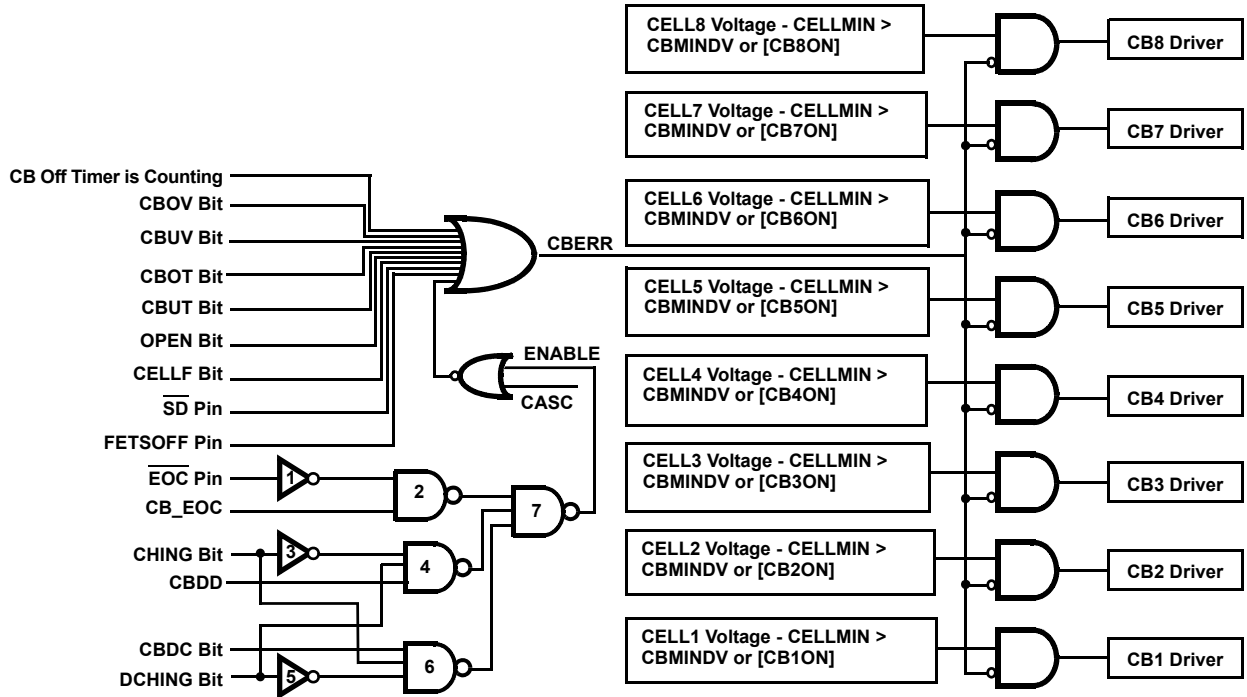 CELL8 Voltage - CELLMIN >
CBMINDV or [CB8ON]
CB8 Driver
CELL7 Voltage - CELLMIN >
CBMINDV or [CB7ON]
CB7 Driver
CB Off Timer is Counting
CBOV Bit
CBUV Bit
CBOT Bit
CBUT Bit
OPEN Bit
CELLF Bit
SD Pin
FETSOFF Pin
EOC Pin
CB_EOC
CHING Bit
CBDD
CBDC Bit
DCHING Bit
1
2
3
4
5
6
7
ENABLE
CASC
CBERR
CELL6 Voltage - CELLMIN >
CBMINDV or [CB6ON]
CB6 Driver
CELL5 Voltage - CELLMIN >
CBMINDV or [CB5ON]
CB5 Driver
CELL4 Voltage - CELLMIN >
CBMINDV or [CB4ON]
CB4 Driver
CELL3 Voltage - CELLMIN >
CBMINDV or [CB3ON]
CB3 Driver
CELL2 Voltage - CELLMIN >
CBMINDV or [CB2ON]
CB2 Driver
CELL1 Voltage - CELLMIN >
CBMINDV or [CB1ON]
CB1 Driver